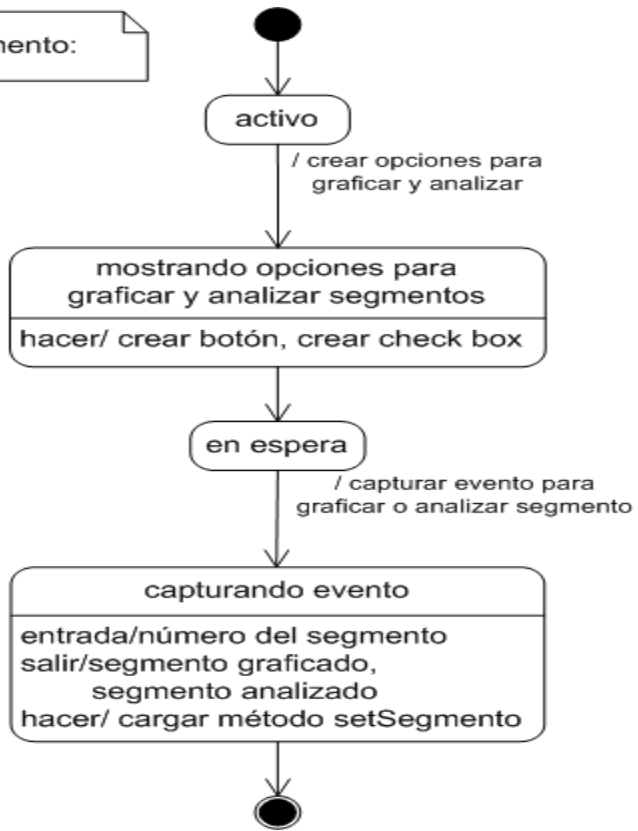 activo
/ crear opciones para
graficar y analizar
mostrando opciones para
graficar y analizar segmentos
hacer/ crear botón, crear check box
en espera
/ capturar evento para
graficar o analizar segmento
capturando evento
entrada/número del segmento
salir/segmento graficado,
segmento analizado
hacer/ cargar método setSegmento